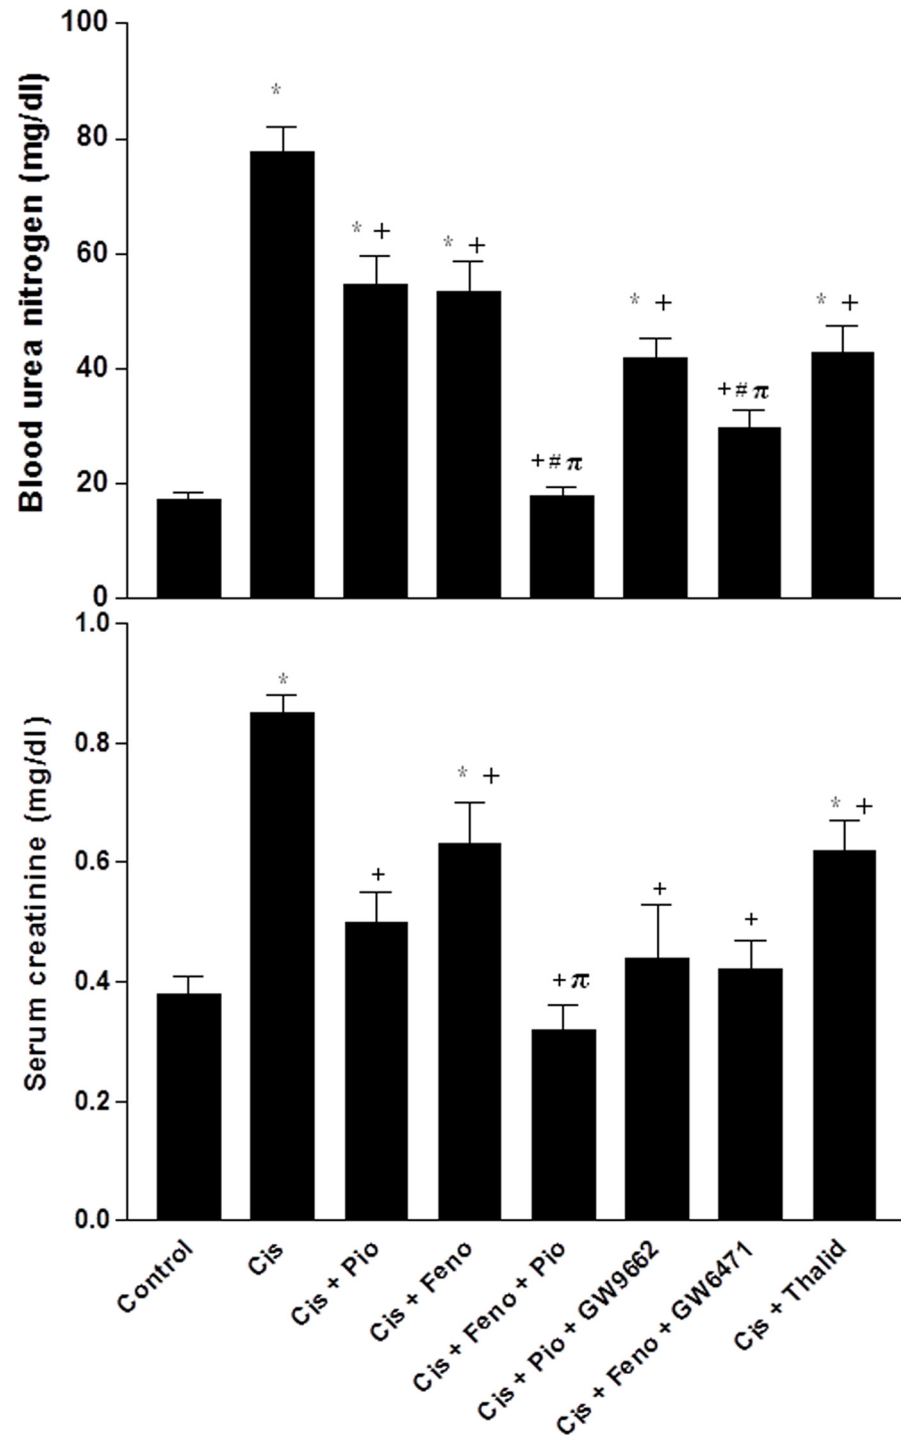 Blood urea nitrogen (mg/dl)
100
80
60
40
20
0
*
* +
* +
+#π
* +
+#π
* +
Serum creatinine (mg/dl)
1.0
0.8
0.6
0.4
0.2
0.0
*
+
* +
+π
+
+
* +
Control
Cis
Cis + Pio
Cis + Feno
Cis + Feno + Pio
Cis + Pio + GW9662
Cis + Feno + GW6471
Cis + Thalid